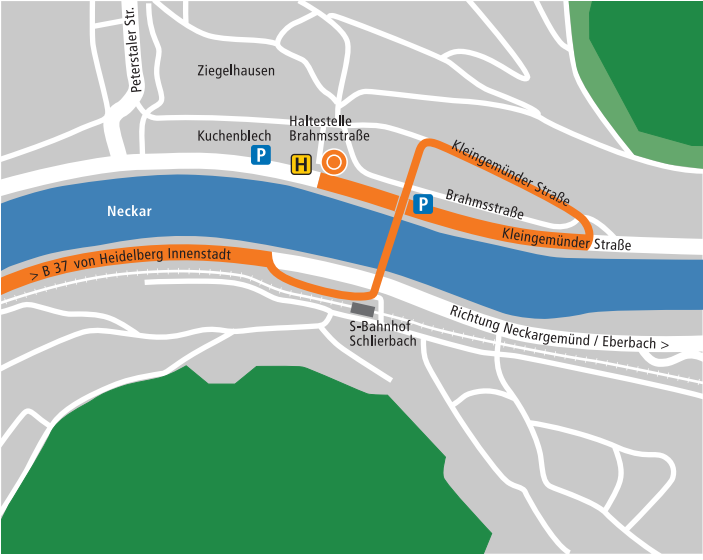 Peterstaler Str.
Ziegelhausen
Haltestelle
Brahmsstraße
Kuchenblech
P
H
Kleingemünder Straße
Brahmsstraße
P
Neckar
Kleingemünder Straße
> B 37 von Heidelberg Innenstadt
Richtung Neckargemünd / Eberbach >
S-Bahnhof
Schlierbach